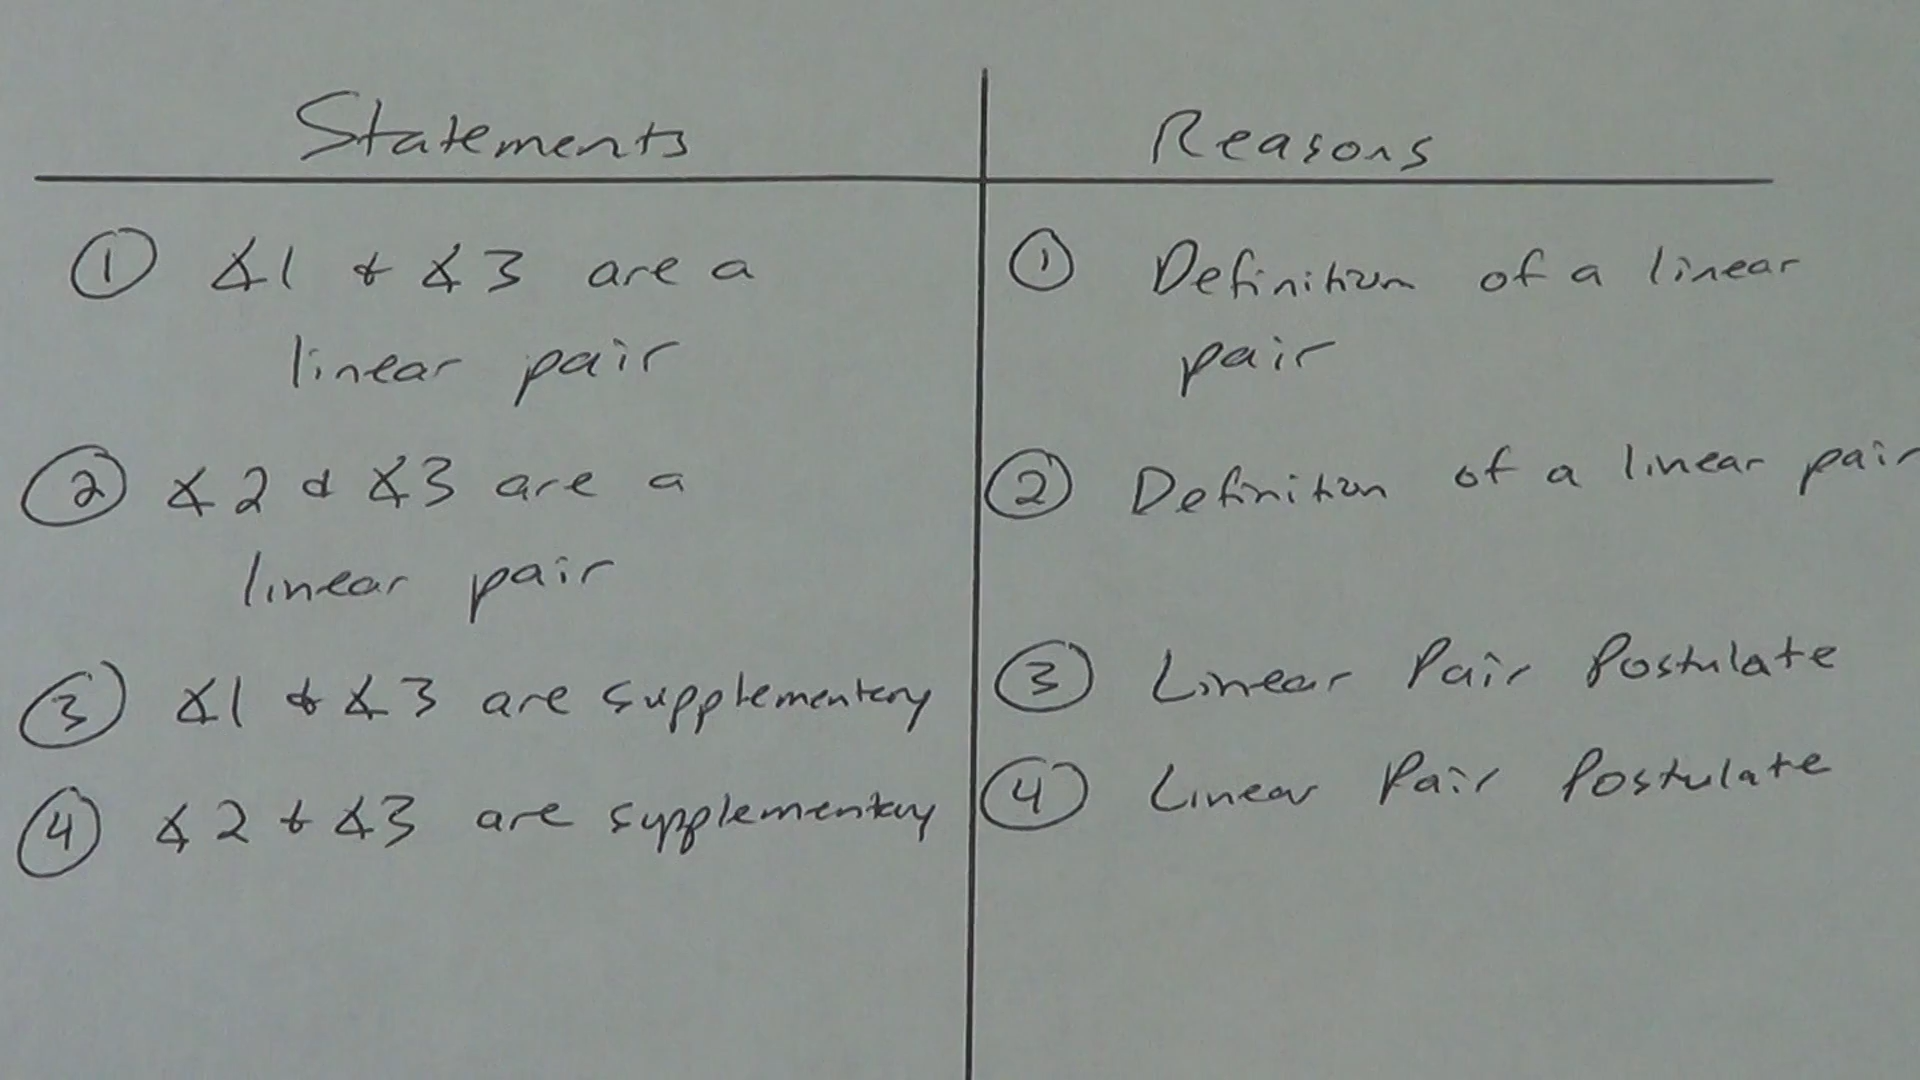 Statements Reasons
① ∡1 & ∡3 are a ① Definition of a linear
linear pair pair
② ∡2 & ∡3 are a ② Definition of a linear pair
linear pair
③ ∡1 & ∡3 are supplementary ③ Linear Pair Postulate
④ ∡2 & ∡3 are supplementary ④ Linear Pair Postulate